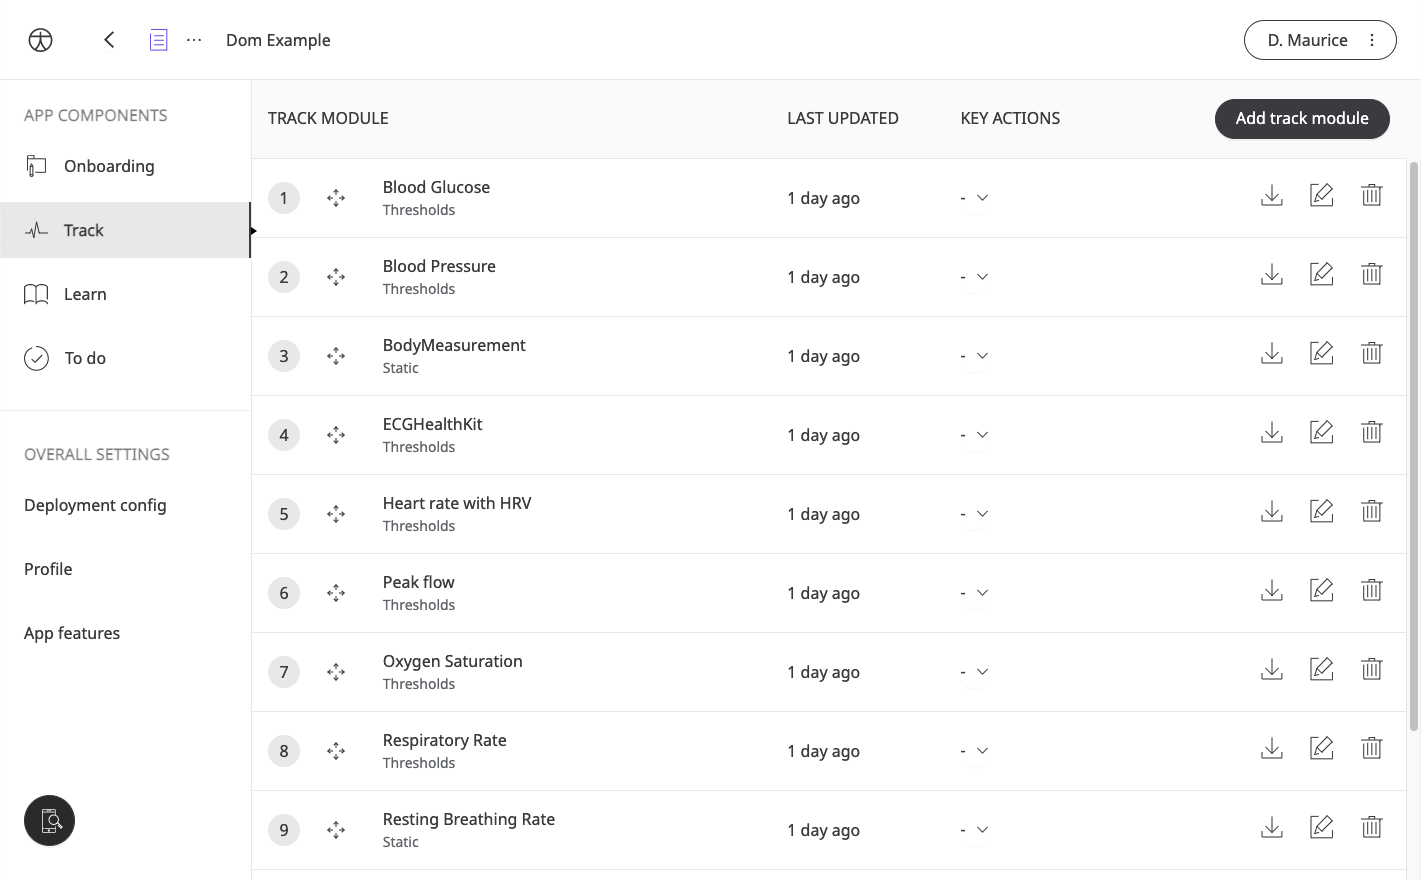 Dom Example
D. Maurice
APP COMPONENTS
Onboarding
Track
Learn
To do
OVERALL SETTINGS
Deployment config
Profile
App features
TRACK MODULE LAST UPDATED KEY ACTIONS Add track module
1 Blood Glucose 1 day ago -
Thresholds
2 Blood Pressure 1 day ago -
Thresholds
3 BodyMeasurement 1 day ago -
Static
4 ECGHealthKit 1 day ago -
Thresholds
5 Heart rate with HRV 1 day ago -
Thresholds
6 Peak flow 1 day ago -
Thresholds
7 Oxygen Saturation 1 day ago -
Thresholds
8 Respiratory Rate 1 day ago -
Thresholds
9 Resting Breathing Rate 1 day ago -
Static